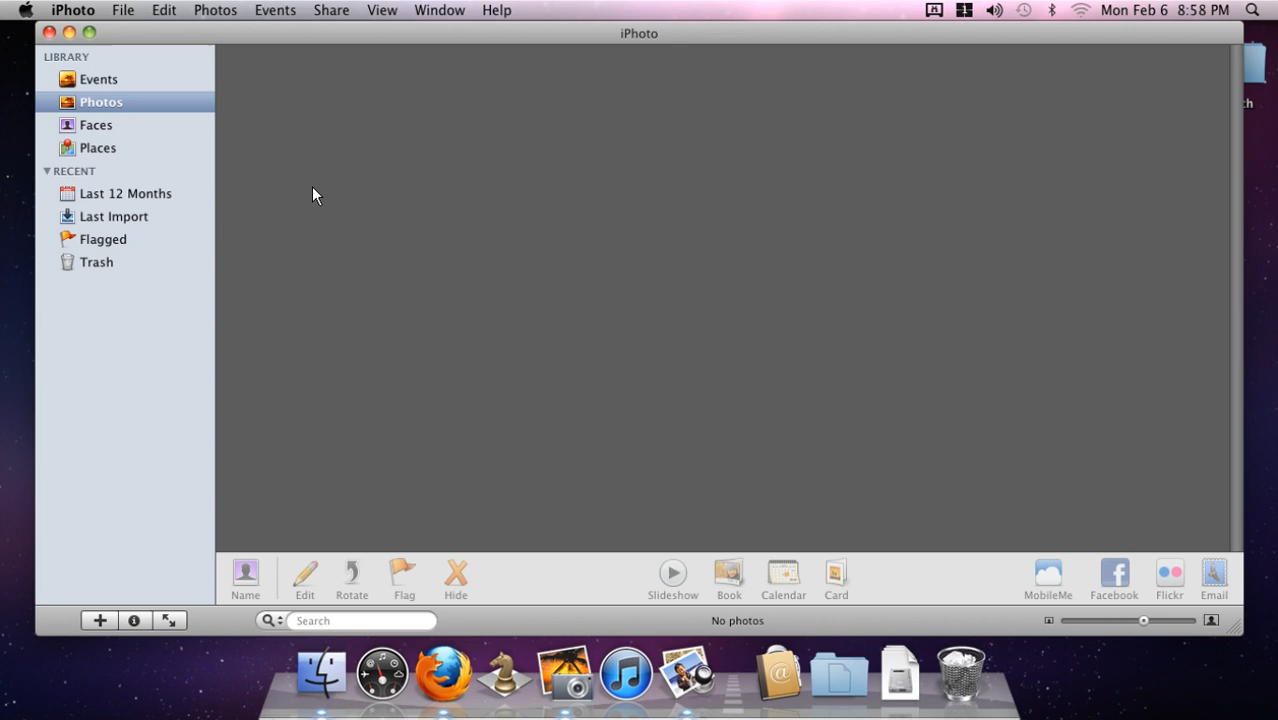 iPhoto File Edit Photos Events Share View Window Help Mon Feb 6 8:58 PM
iPhoto
LIBRARY
Events
Photos
Faces
Places
RECENT
Last 12 Months
Last Import
Flagged
Trash
ch
Name Edit Rotate Flag Hide Slideshow Book Calendar Card MobileMe Facebook Flickr Email
Search No photos